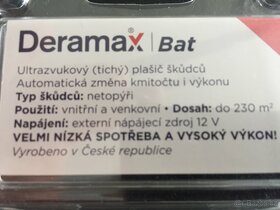 Deramax Bat
Ultrazvukový (tichý) plašič škůdců
Automatická změna kmitočtu i výkonu
Typ škůdců: netopýři
Použití: vnitřní a venkovní • Dosah: do 230 m²
Napájení: externí napájecí zdroj 12 V
VELMI NÍZKÁ SPOTŘEBA A VYSOKÝ VÝKON!
Vyrobeno v České republice